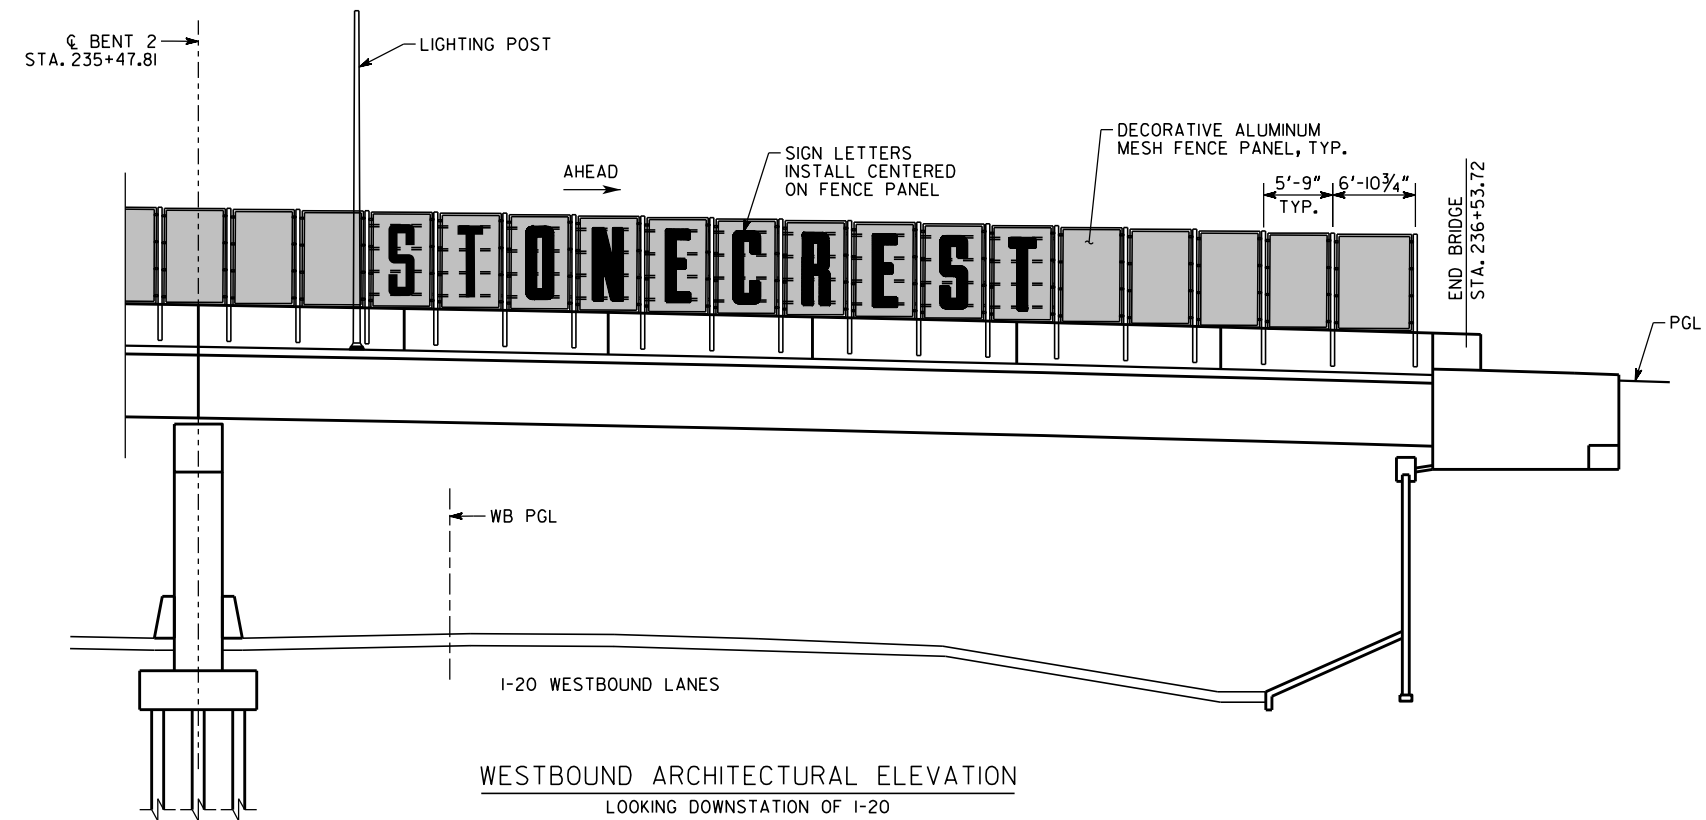 ℄ BENT 2
STA. 235+47.81
LIGHTING POST
AHEAD
SIGN LETTERS
INSTALL CENTERED
ON FENCE PANEL
DECORATIVE ALUMINUM
MESH FENCE PANEL, TYP.
5'-9"
TYP.
6'-10¾"
END BRIDGE
STA. 236+53.72
PGL
STONECREST
WB PGL
I-20 WESTBOUND LANES
WESTBOUND ARCHITECTURAL ELEVATION
LOOKING DOWNSTATION OF I-20